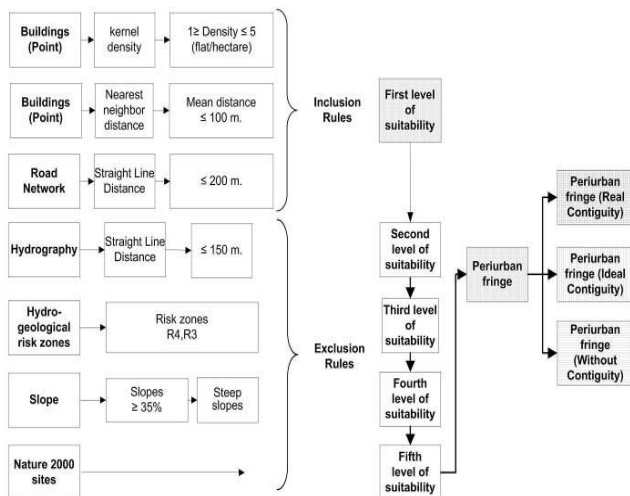 Buildings
(Point)
kernel
density
1≥ Density ≤ 5
(flat/hectare)
Buildings
(Point)
Nearest
neighbor
distance
Mean distance
≤ 100 m.
Road
Network
Straight Line
Distance
≤ 200 m.
Inclusion
Rules
Hydrography
Straight Line
Distance
≤ 150 m.
Hydro-
geological
risk zones
Risk zones
R4,R3
Slope
Slopes
≥ 35%
Steep
slopes
Nature 2000
sites
Exclusion
Rules
First level
of
suitability
Second
level of
suitability
Third level
of
suitability
Fourth
level of
suitability
Fifth
level of
suitability
Periurban
fringe
Periurban
fringe (Real
Contiguity)
Periurban
fringe (Ideal
Contiguity)
Periurban
fringe
(Without
Contiguity)